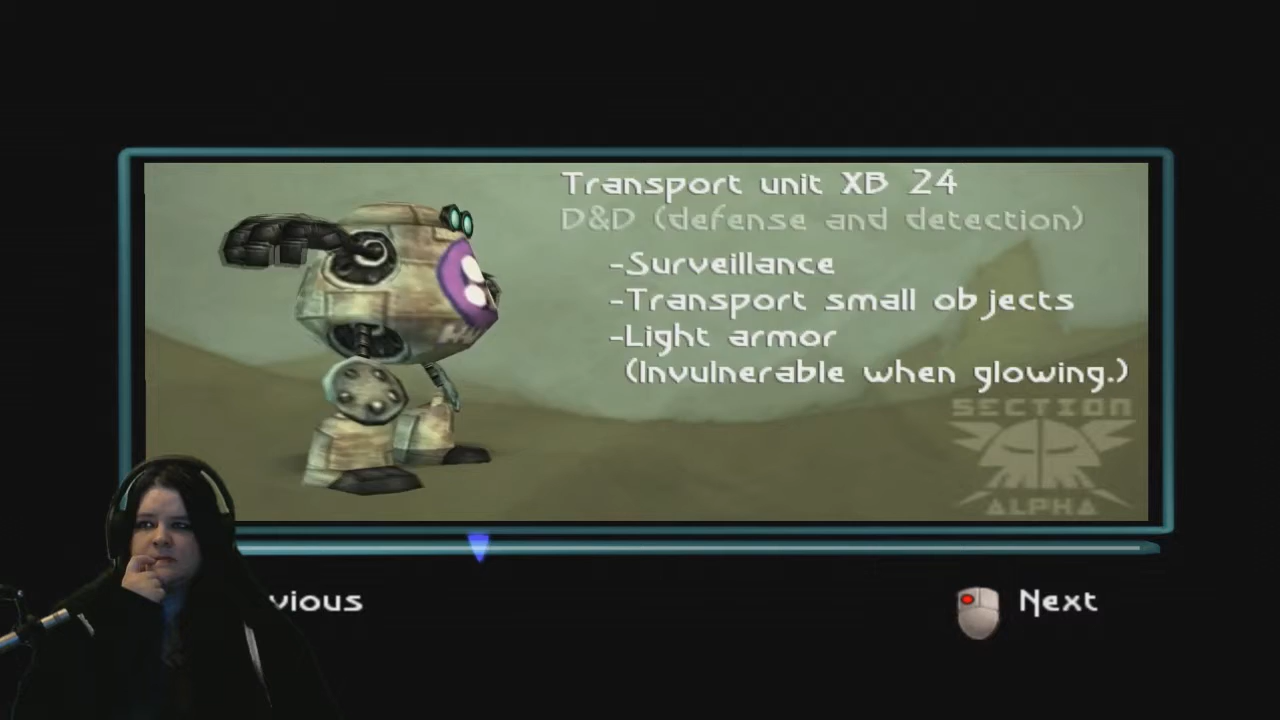 Transport unit XB 24
D&D (defense and detection)
-Surveillance
-Transport small objects
-Light armor
(Invulnerable when glowing.)
SECTION
ALPHA
vious
Next